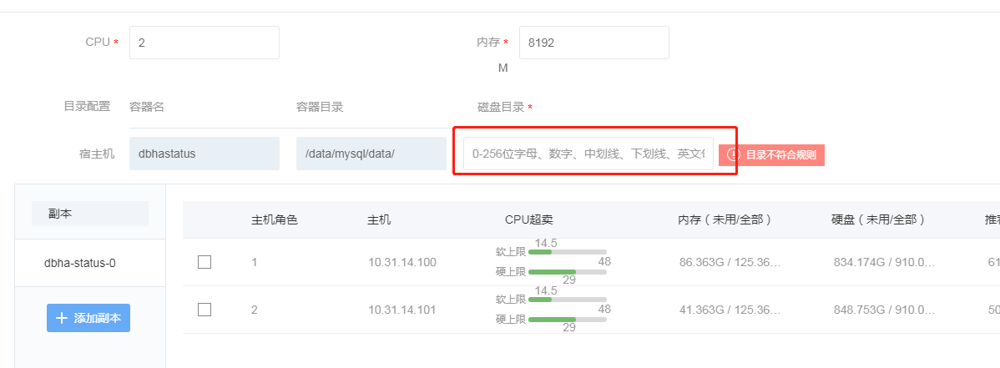 CPU * 2 内存 * 8192
M
目录配置 容器名 容器目录 磁盘目录 *
宿主机 dbhastatus /data/mysql/data/ 0-256位字母、数字、中划线、下划线、英文 目录不符合规则
副本
dbha-status-0
+ 添加副本
主机角色 主机 CPU超卖 内存（未用/全部） 硬盘（未用/全部）
1 10.31.14.100 软上限 14.5 硬上限 48 29 86.363G / 125.36... 834.174G / 910.0... 61
2 10.31.14.101 软上限 14.5 硬上限 48 29 41.363G / 125.36... 848.753G / 910.0... 50